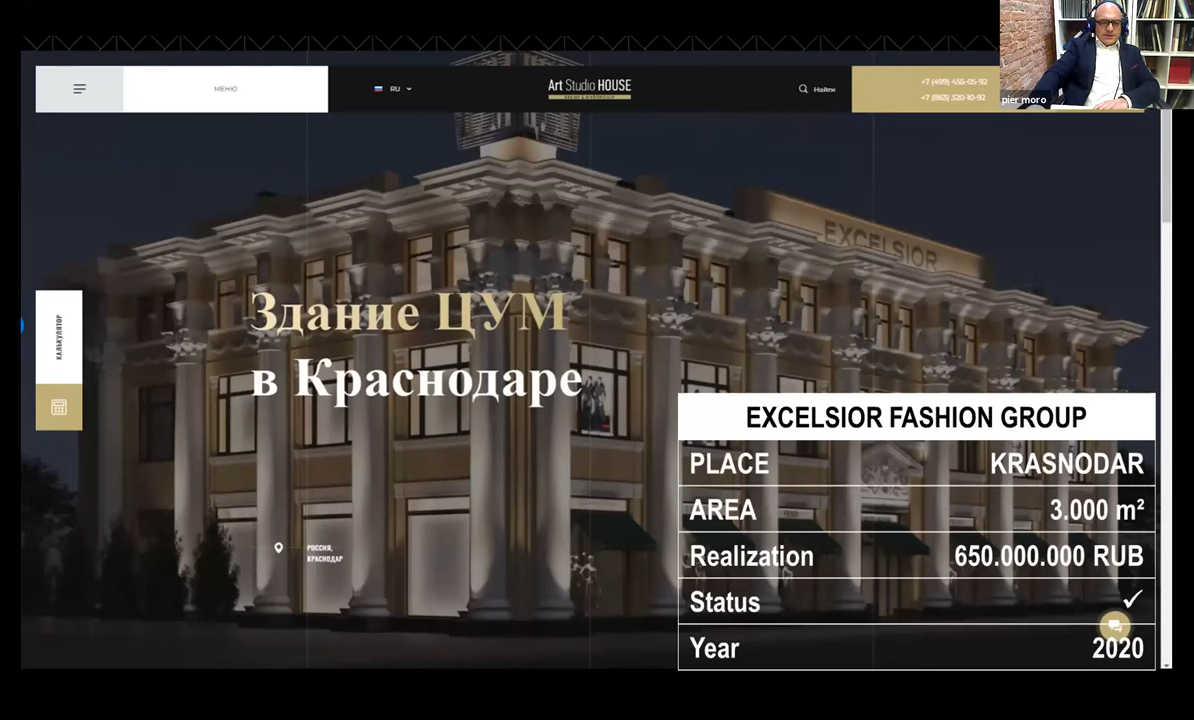 МЕНЮ
RU
Art Studio HOUSE
Найти
+7 (499) 455-05-92
+7 (863) 320-10-92
pier moro
EXCELSIOR
Здание ЦУМ
в Краснодаре
КАЛЬКУЛЯТОР
РОССИЯ,
КРАСНОДАР
EXCELSIOR FASHION GROUP
PLACE KRASNODAR
AREA 3.000 m²
Realization 650.000.000 RUB
Status ✓
Year 2020